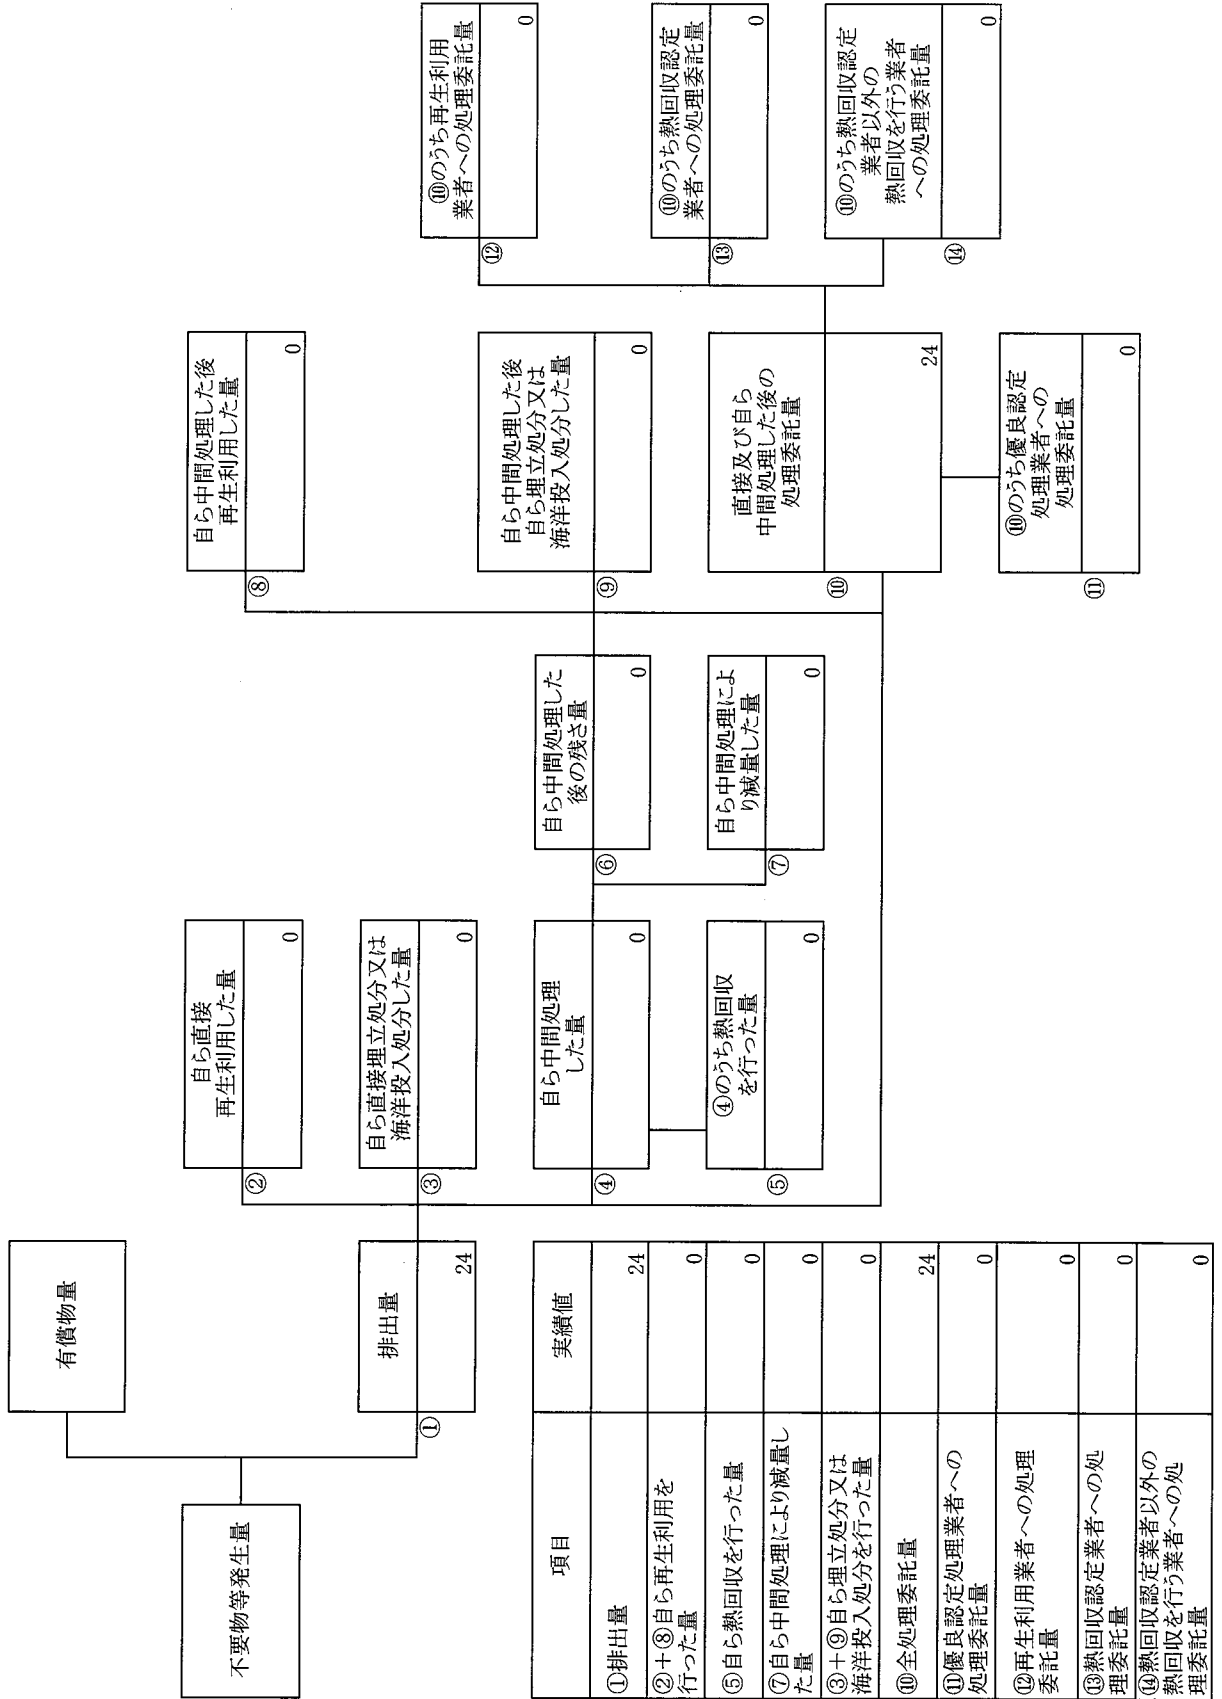 不要物等発生量
有償物量
①
排出量
24
②
自ら直接
再生利用した量
0
③
自ら直接埋立処分又は
海洋投入処分した量
0
④
自ら中間処理
した量
0
⑤
④のうち熱回収
を行った量
0
⑥
自ら中間処理した
後の残さ量
0
⑦
自ら中間処理によ
り減量した量
0
⑧
自ら中間処理した後
再生利用した量
0
⑨
自ら中間処理した後
自ら埋立処分又は
海洋投入処分した量
0
⑩
直接及び自ら
中間処理した後の
処理委託量
24
⑪
⑩のうち優良認定
処理業者への
処理委託量
0
⑫
⑩のうち再生利用
業者への処理委託量
0
⑬
⑩のうち熱回収認定
業者への処理委託量
0
⑭
⑩のうち熱回収認定
業者以外の
熱回収を行う業者
への処理委託量
0
項目
実績値
①排出量
24
②+⑧自ら再生利用を
行った量
0
⑤自ら熱回収を行った量
0
⑦自ら中間処理により減量し
た量
0
③+⑨自ら埋立処分又は
海洋投入処分を行った量
0
⑩全処理委託量
24
⑪優良認定処理業者への
処理委託量
0
⑫再生利用業者への処理
委託量
0
⑬熱回収認定業者への処
理委託量
0
⑭熱回収認定業者以外の
熱回収を行う業者への処
理委託量
0